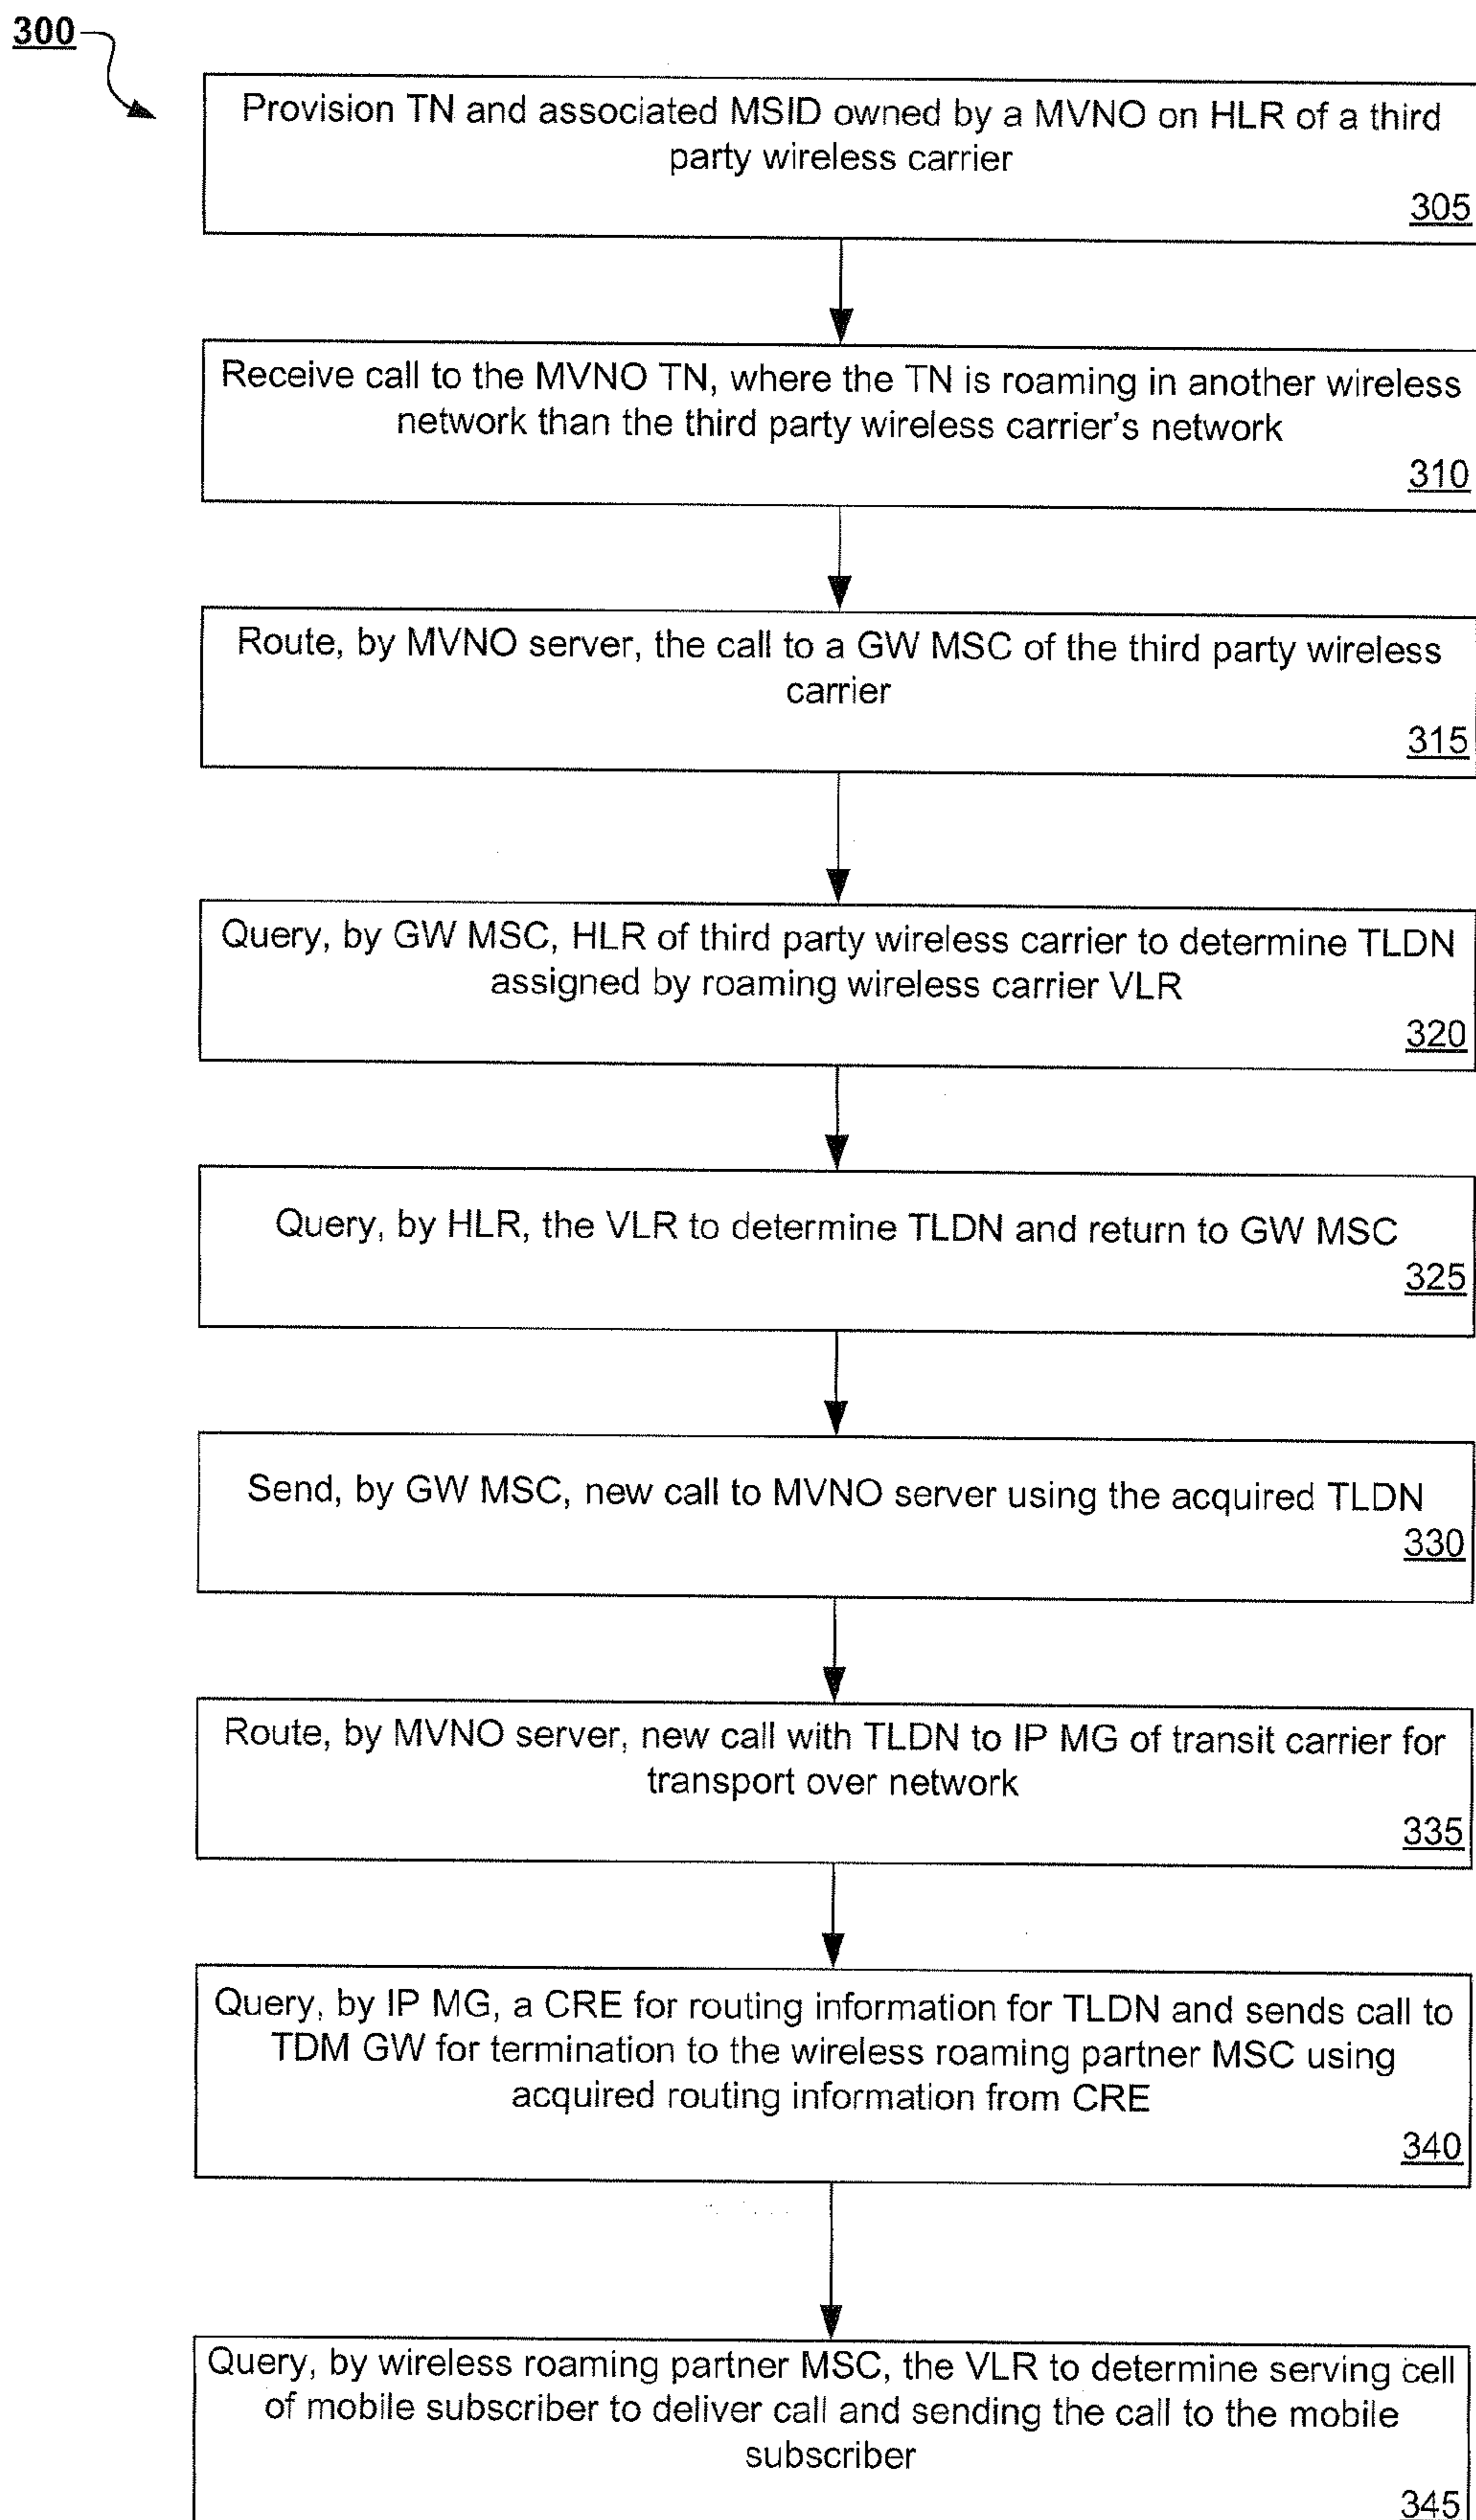 300
Provision TN and associated MSID owned by a MVNO on HLR of a third
party wireless carrier
305
Receive call to the MVNO TN, where the TN is roaming in another wireless
network than the third party wireless carrier's network
310
Route, by MVNO server, the call to a GW MSC of the third party wireless
carrier
315
Query, by GW MSC, HLR of third party wireless carrier to determine TLDN
assigned by roaming wireless carrier VLR
320
Query, by HLR, the VLR to determine TLDN and return to GW MSC
325
Send, by GW MSC, new call to MVNO server using the acquired TLDN
330
Route, by MVNO server, new call with TLDN to IP MG of transit carrier for
transport over network
335
Query, by IP MG, a CRE for routing information for TLDN and sends call to
TDM GW for termination to the wireless roaming partner MSC using
acquired routing information from CRE
340
Query, by wireless roaming partner MSC, the VLR to determine serving cell
of mobile subscriber to deliver call and sending the call to the mobile
subscriber
345